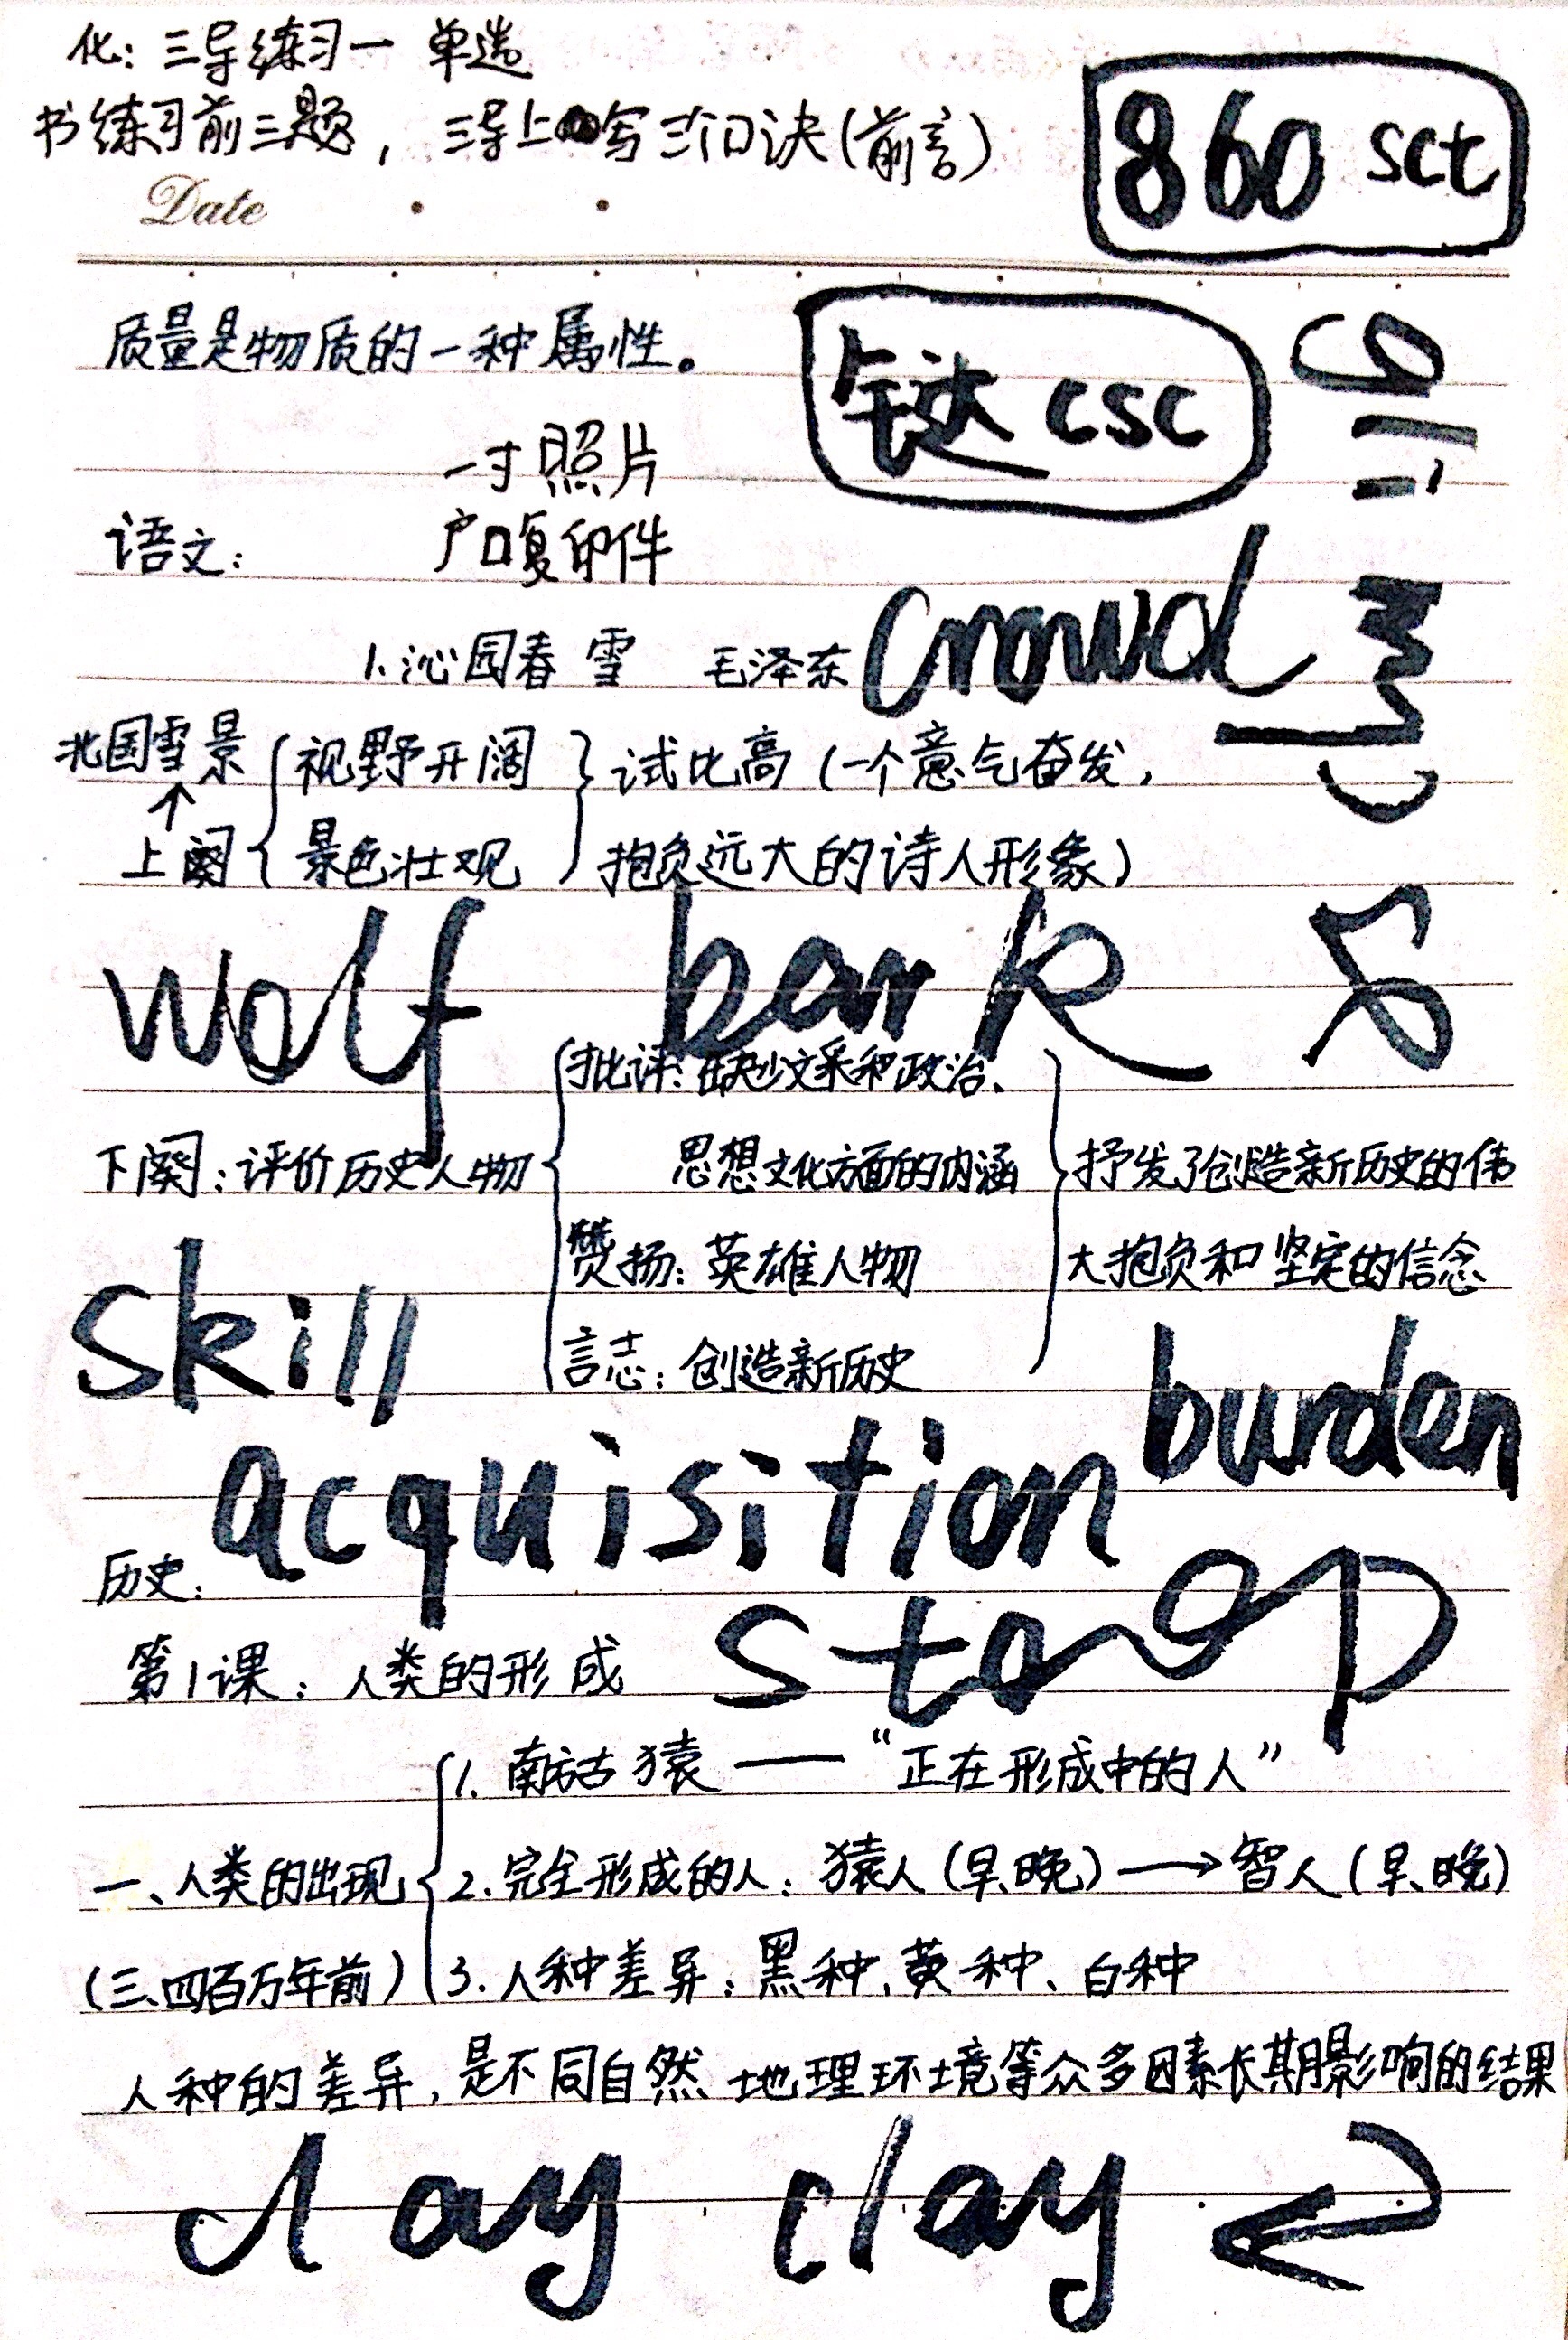 化：三导练习一 单选
书练习前三题，三导上写 口诀（前言）
860 sct
Date
质量是物质的一种属性。
铥 csc
一寸照片
语文：
户口复印件
1.沁园春 雪 毛泽东
crowd
北国雪景
视野开阔
试比高（一个意气奋发，
↑
上阕
景色壮观
抱负远大的诗人形象）
wolf bark
批评：缺少文采和政治、
下阕：评价历史人物
思想文化方面的内涵
抒发了创造新历史的伟
赞扬：英雄人物
大抱负和坚定的信念
skill
言志：创造新历史
burden
acquisition
历史：
stoop
第1课：人类的形成
1.南方古猿——“正在形成中的人”
一、人类的出现
2.完全形成的人：猿人（早、晚）→智人（早、晚）
（三、四百万年前）
3.人种差异：黑种、黄种、白种
人种的差异，是不同自然、地理环境等众多因素长期影响的结果
clay clay